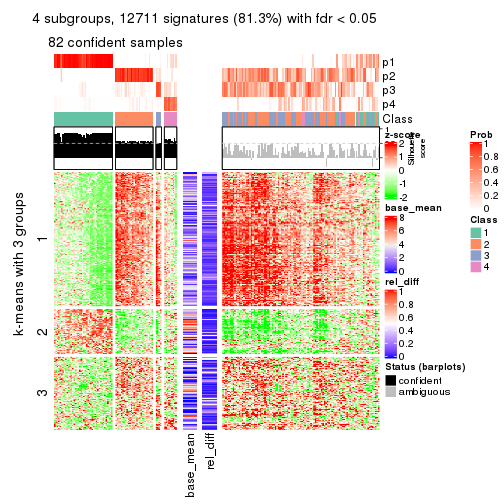 4 subgroups, 12711 signatures (81.3%) with fdr < 0.05
82 confident samples
p1
p2
p3
p4
Class
k-means with 3 groups
1
2
3
base_mean
rel_diff
1
Silhouette
score
z-score
2
1
0
-1
-2
base_mean
8
6
4
2
0
rel_diff
1
0.8
0.6
0.4
0.2
0
Status (barplots)
confident
ambiguous
Prob
1
0.8
0.6
0.4
0.2
0
Class
1
2
3
4